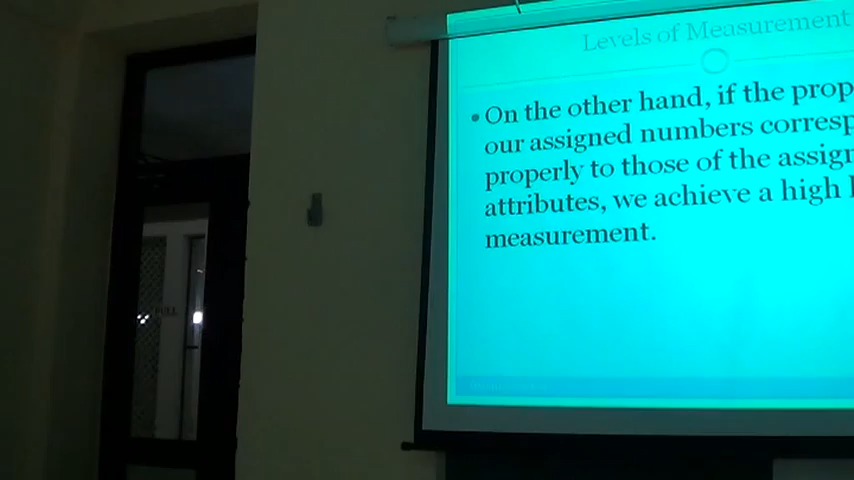 Levels of Measurement
On the other hand, if the prop
our assigned numbers corresp
properly to those of the assign
attributes, we achieve a high l
measurement.
PULL